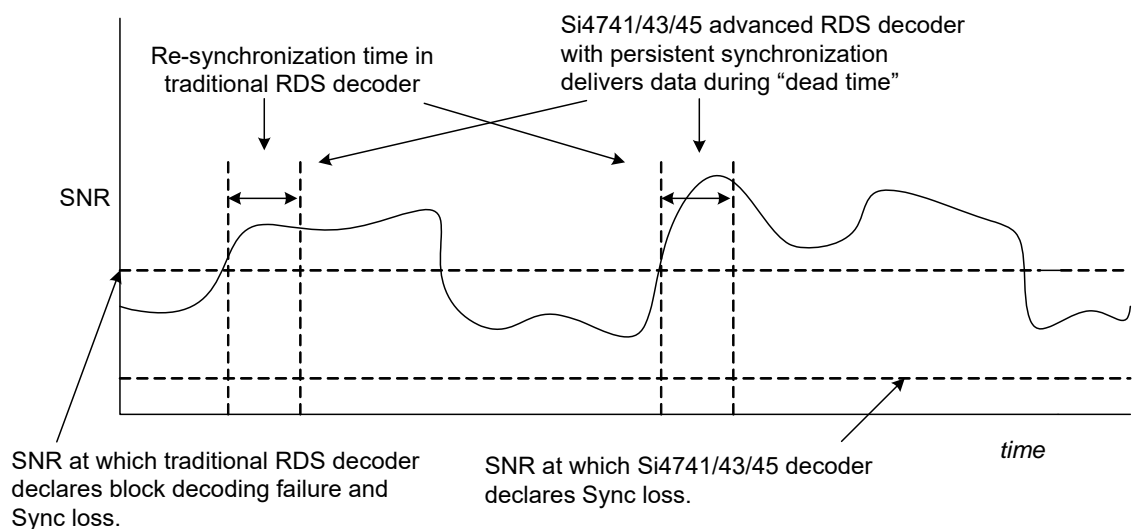 Re-synchronization time in
traditional RDS decoder
Si4741/43/45 advanced RDS decoder
with persistent synchronization
delivers data during “dead time”
SNR
time
SNR at which traditional RDS decoder
declares block decoding failure and
Sync loss.
SNR at which Si4741/43/45 decoder
declares Sync loss.